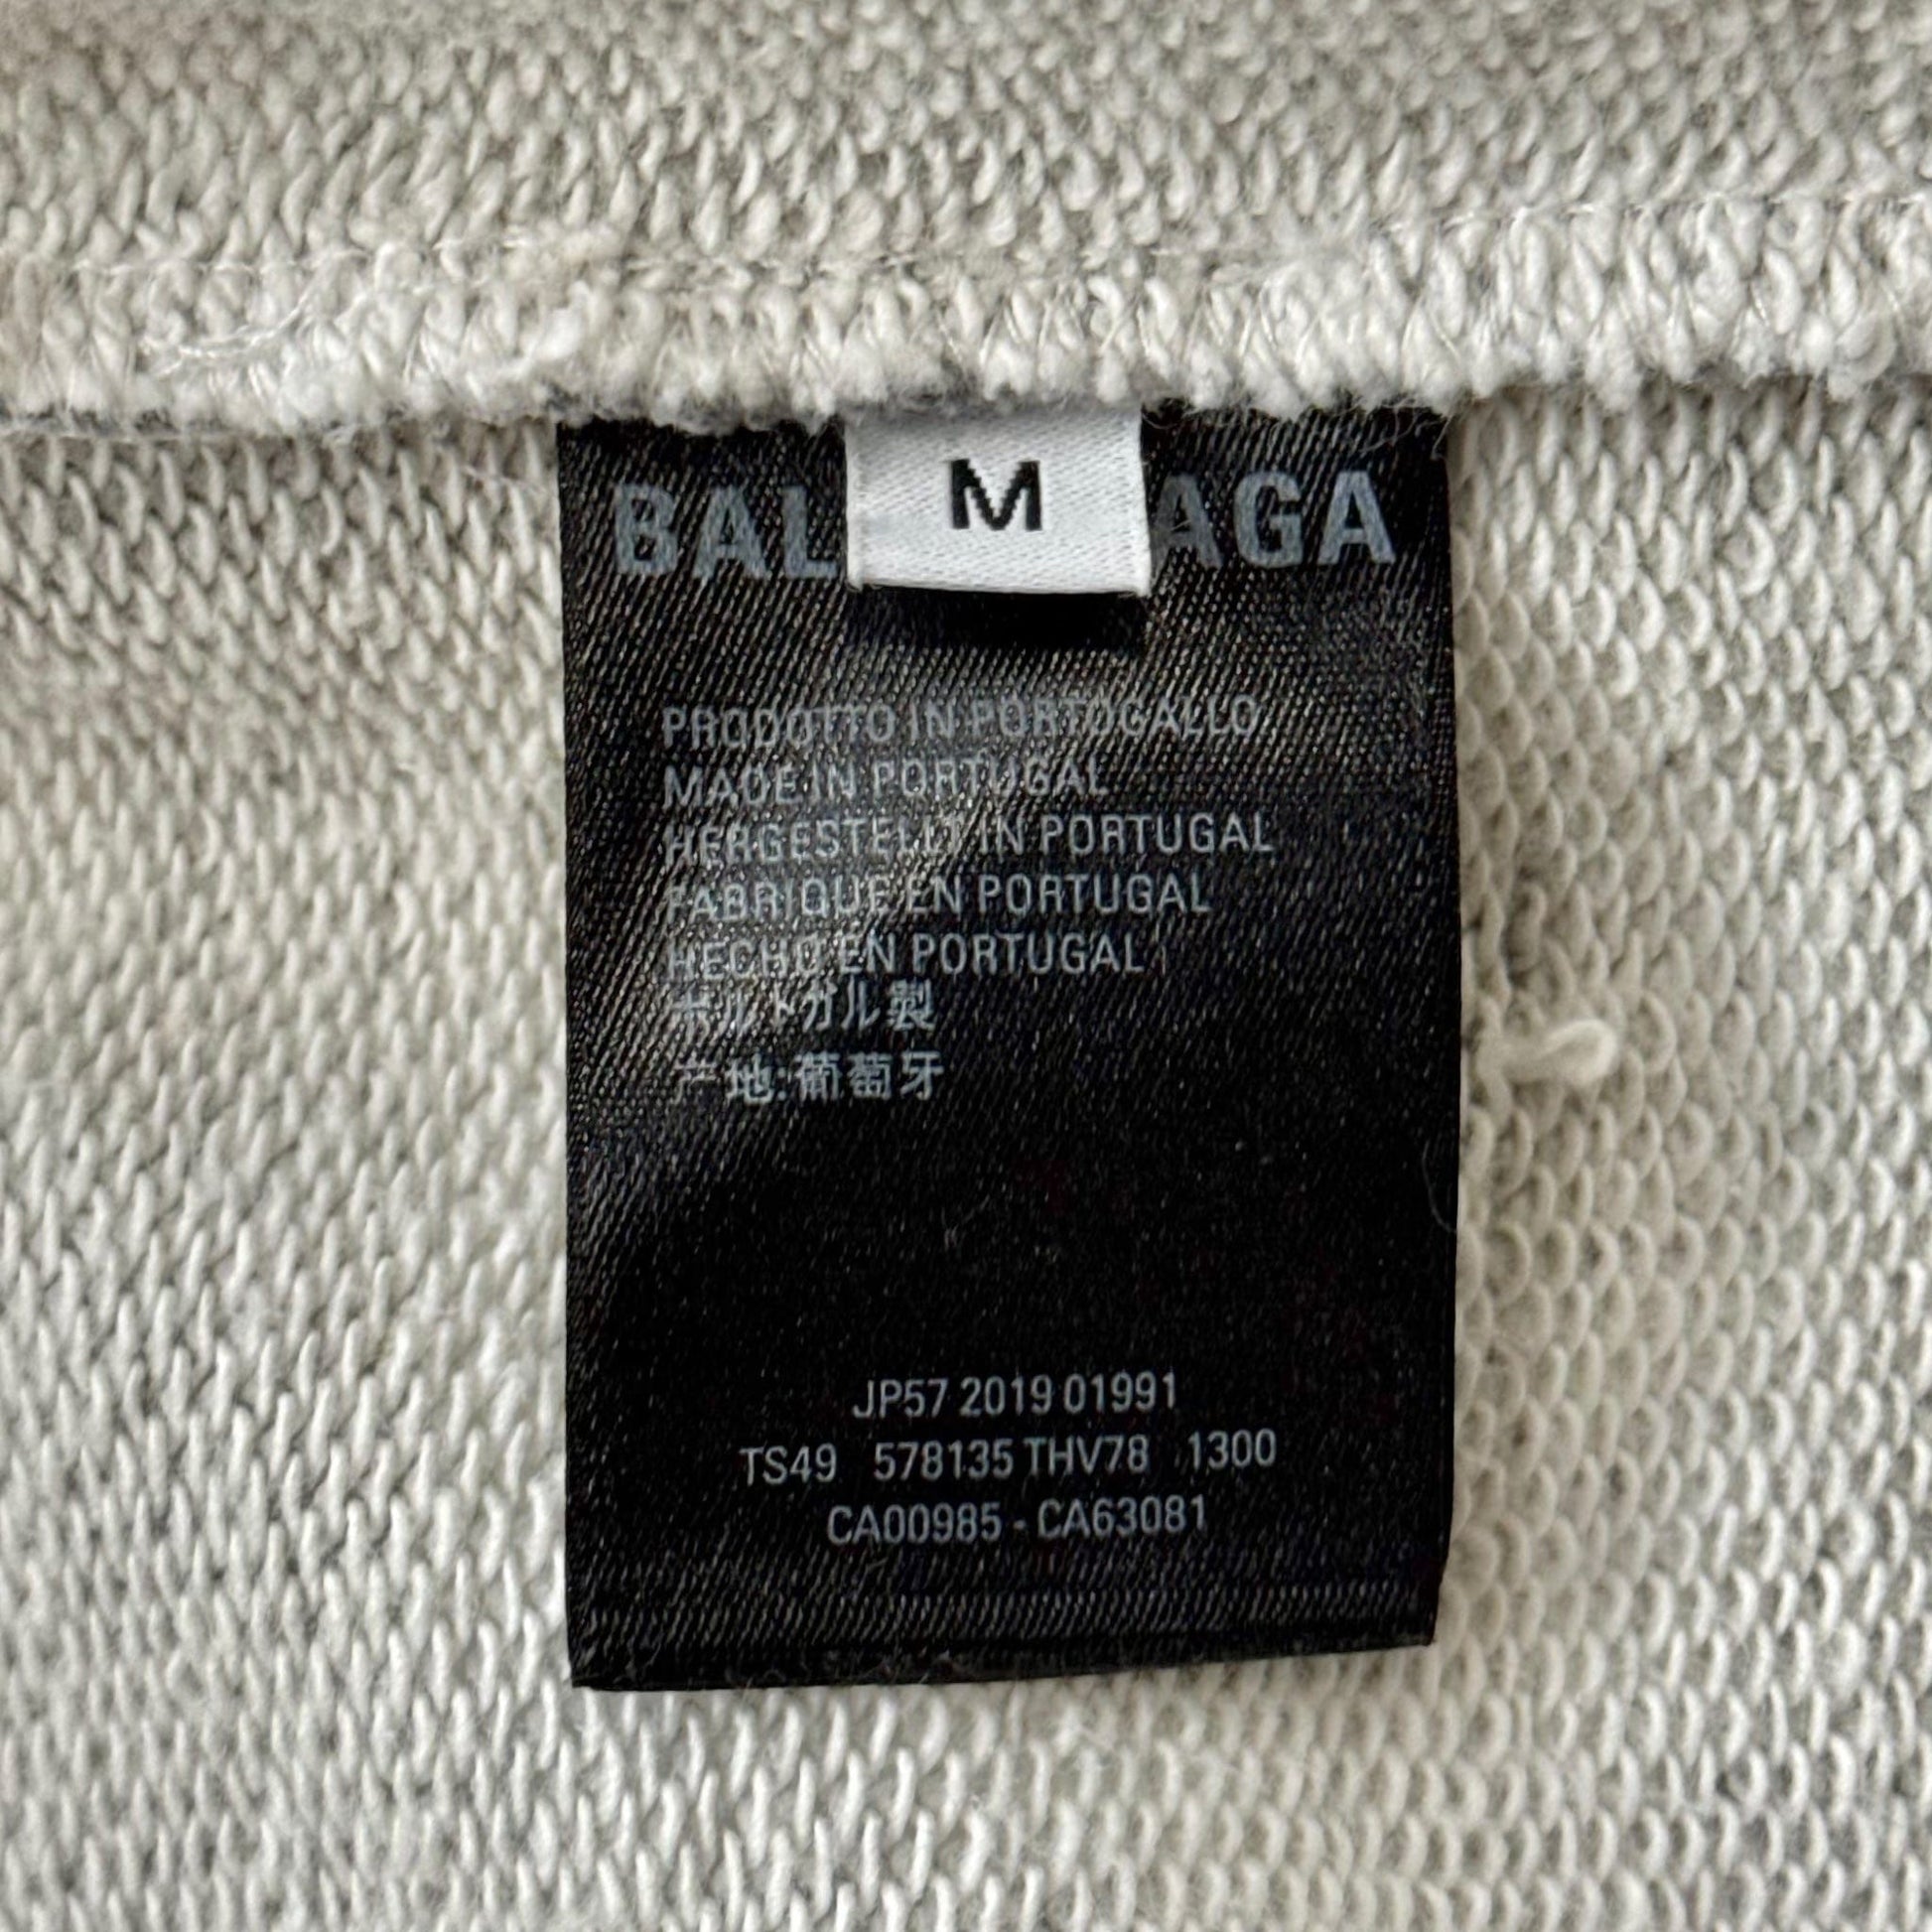 BAL M AGA
PRODOTTO IN PORTOGALLO
MADE IN PORTUGAL
HERGESTELLT IN PORTUGAL
FABRIQUE EN PORTUGAL
HECHO EN PORTUGAL
ポルトガル製
产地:葡萄牙
JP57 2019 01991
TS49 578135 THV78 1300
CA00985 - CA63081